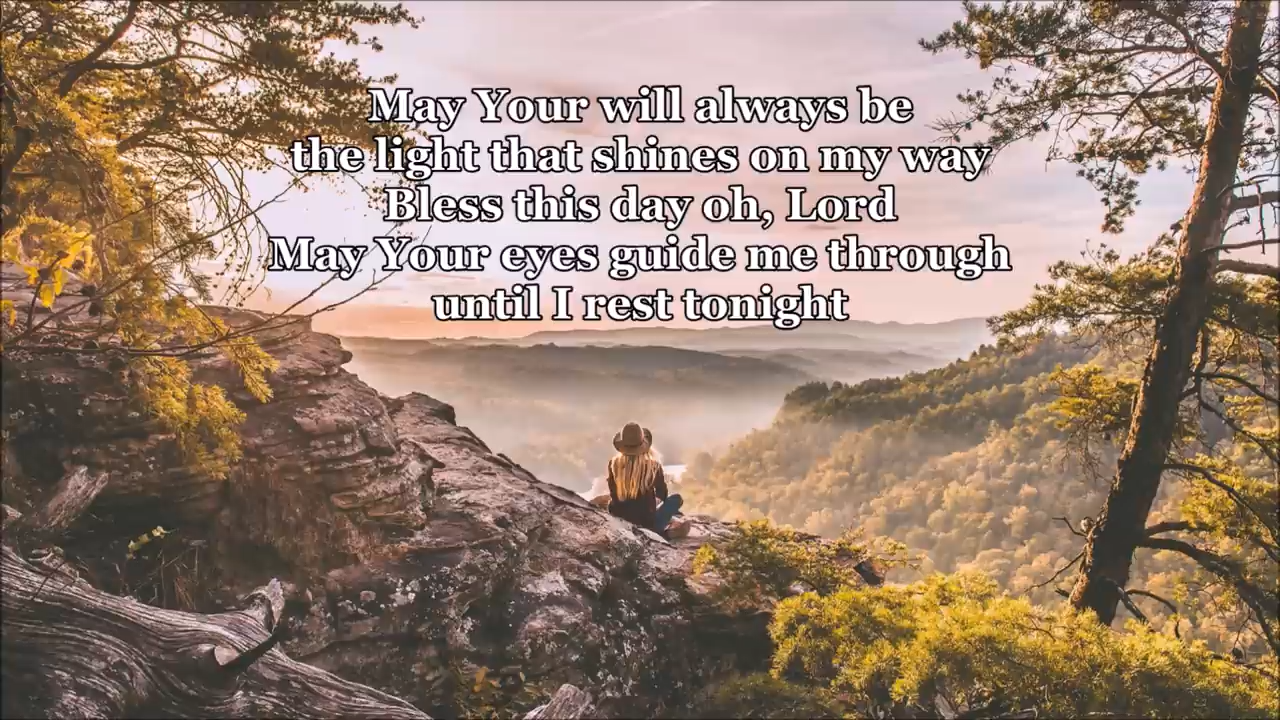 May Your will always be
the light that shines on my way
Bless this day oh, Lord
May Your eyes guide me through
until I rest tonight